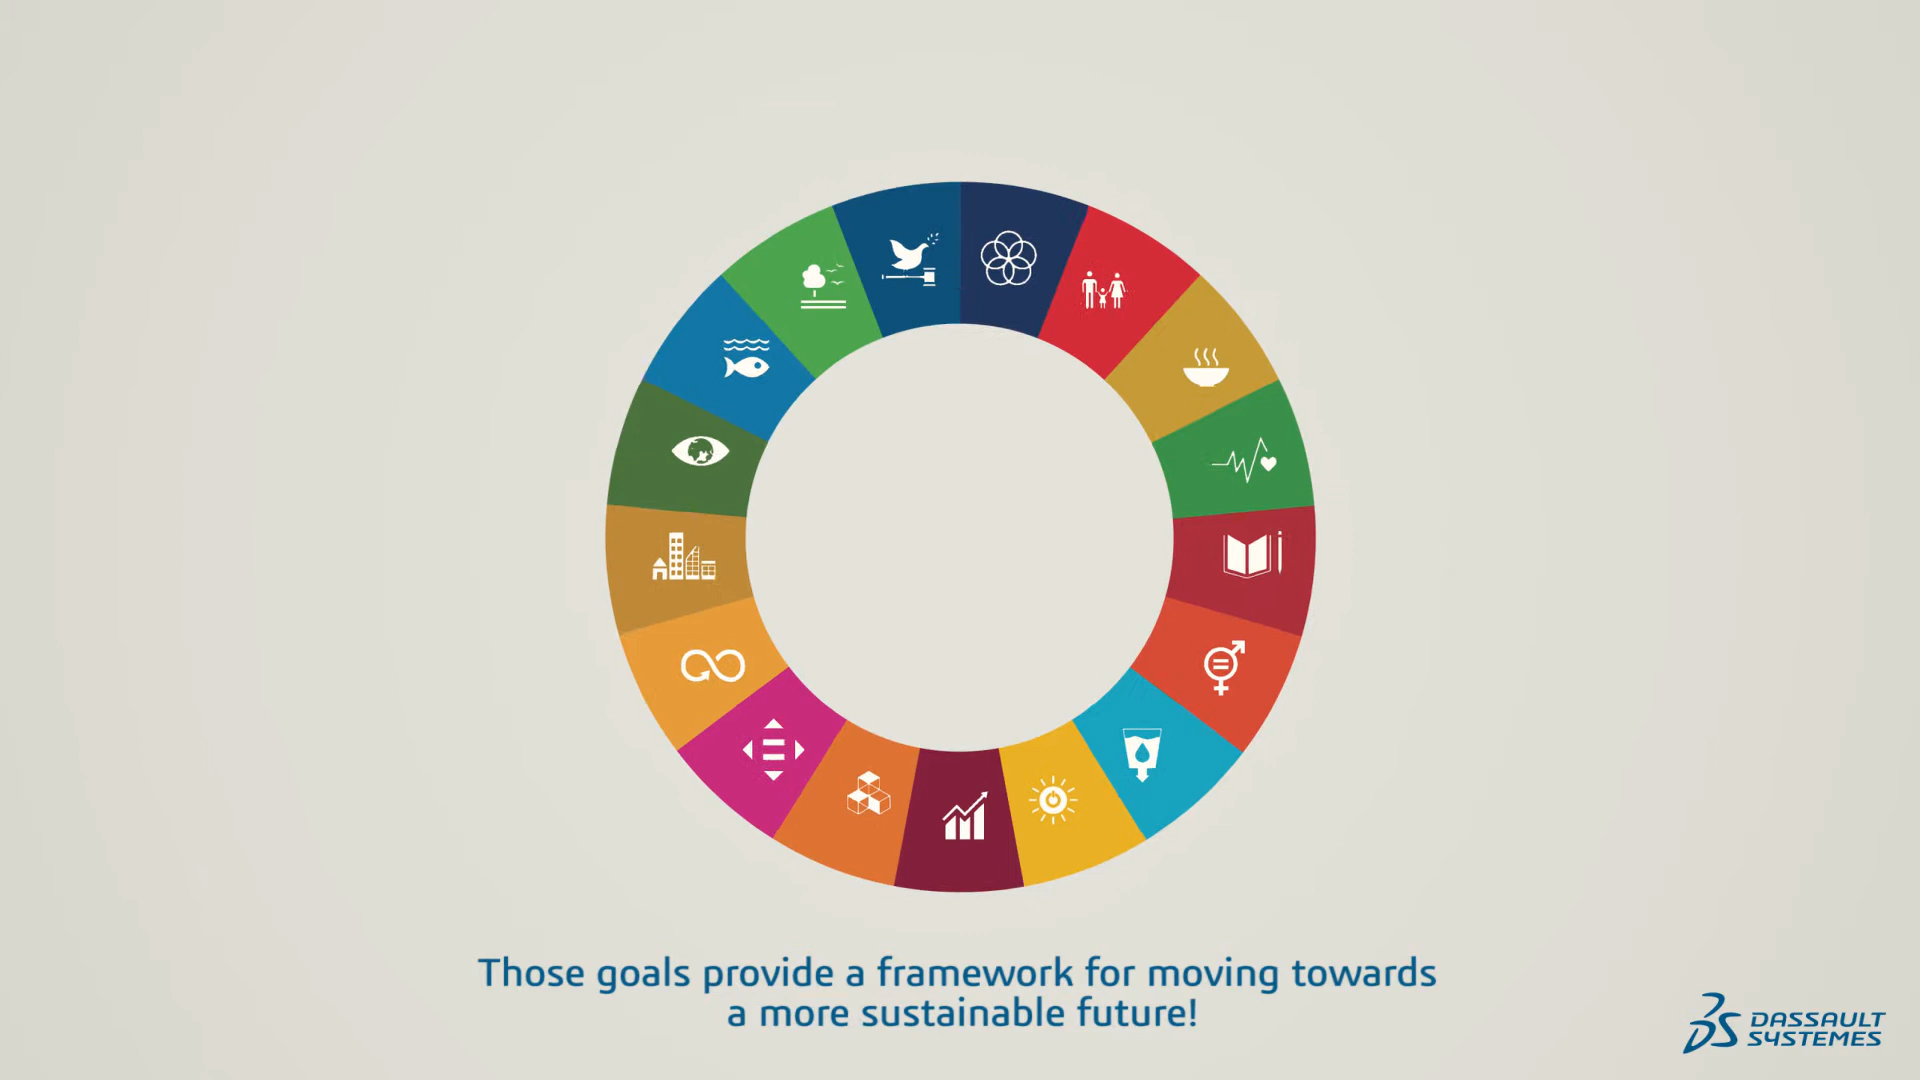 Those goals provide a framework for moving towards
a more sustainable future!
DASSAULT
SYSTEMES